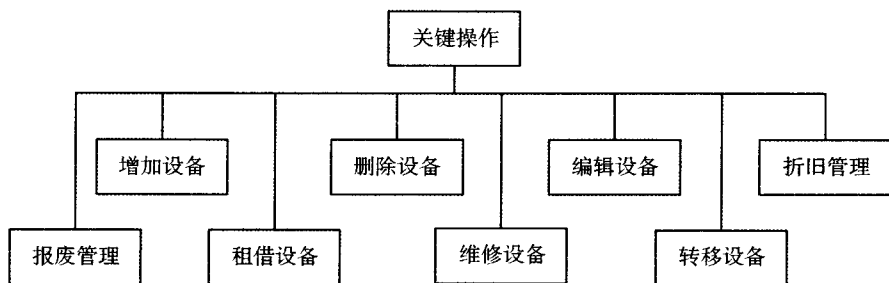 关键操作
增加设备
删除设备
编辑设备
折旧管理
报废管理
租借设备
维修设备
转移设备